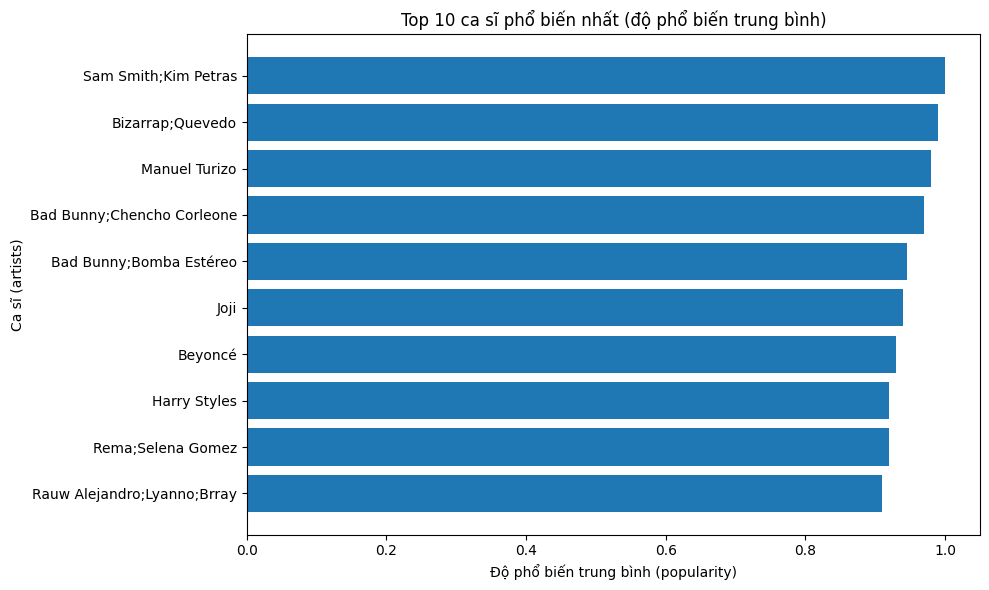 Top 10 ca sĩ phổ biến nhất (độ phổ biến trung bình)
Ca sĩ (artists)
Sam Smith;Kim Petras
Bizarrap;Quevedo
Manuel Turizo
Bad Bunny;Chencho Corleone
Bad Bunny;Bomba Estéreo
Joji
Beyoncé
Harry Styles
Rema;Selena Gomez
Rauw Alejandro;Lyanno;Brray
0.0 0.2 0.4 0.6 0.8 1.0
Độ phổ biến trung bình (popularity)